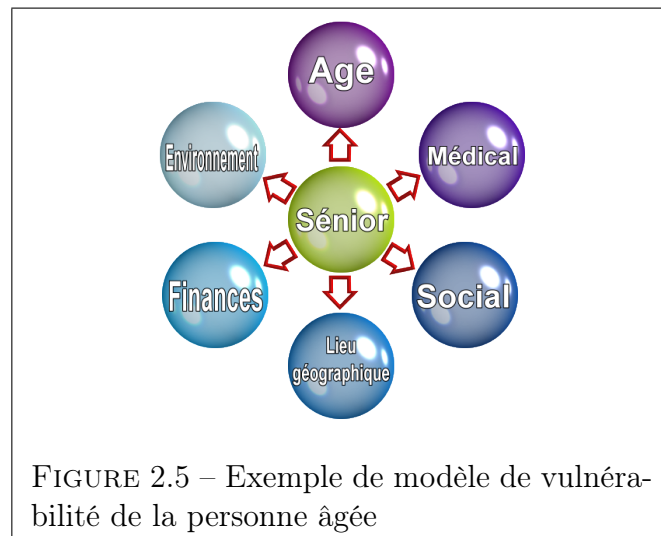 Age
Environnement
Médical
Sénior
Finances
Social
Lieu
géographique
FIGURE 2.5 – Exemple de modèle de vulnéra-
bilité de la personne âgée